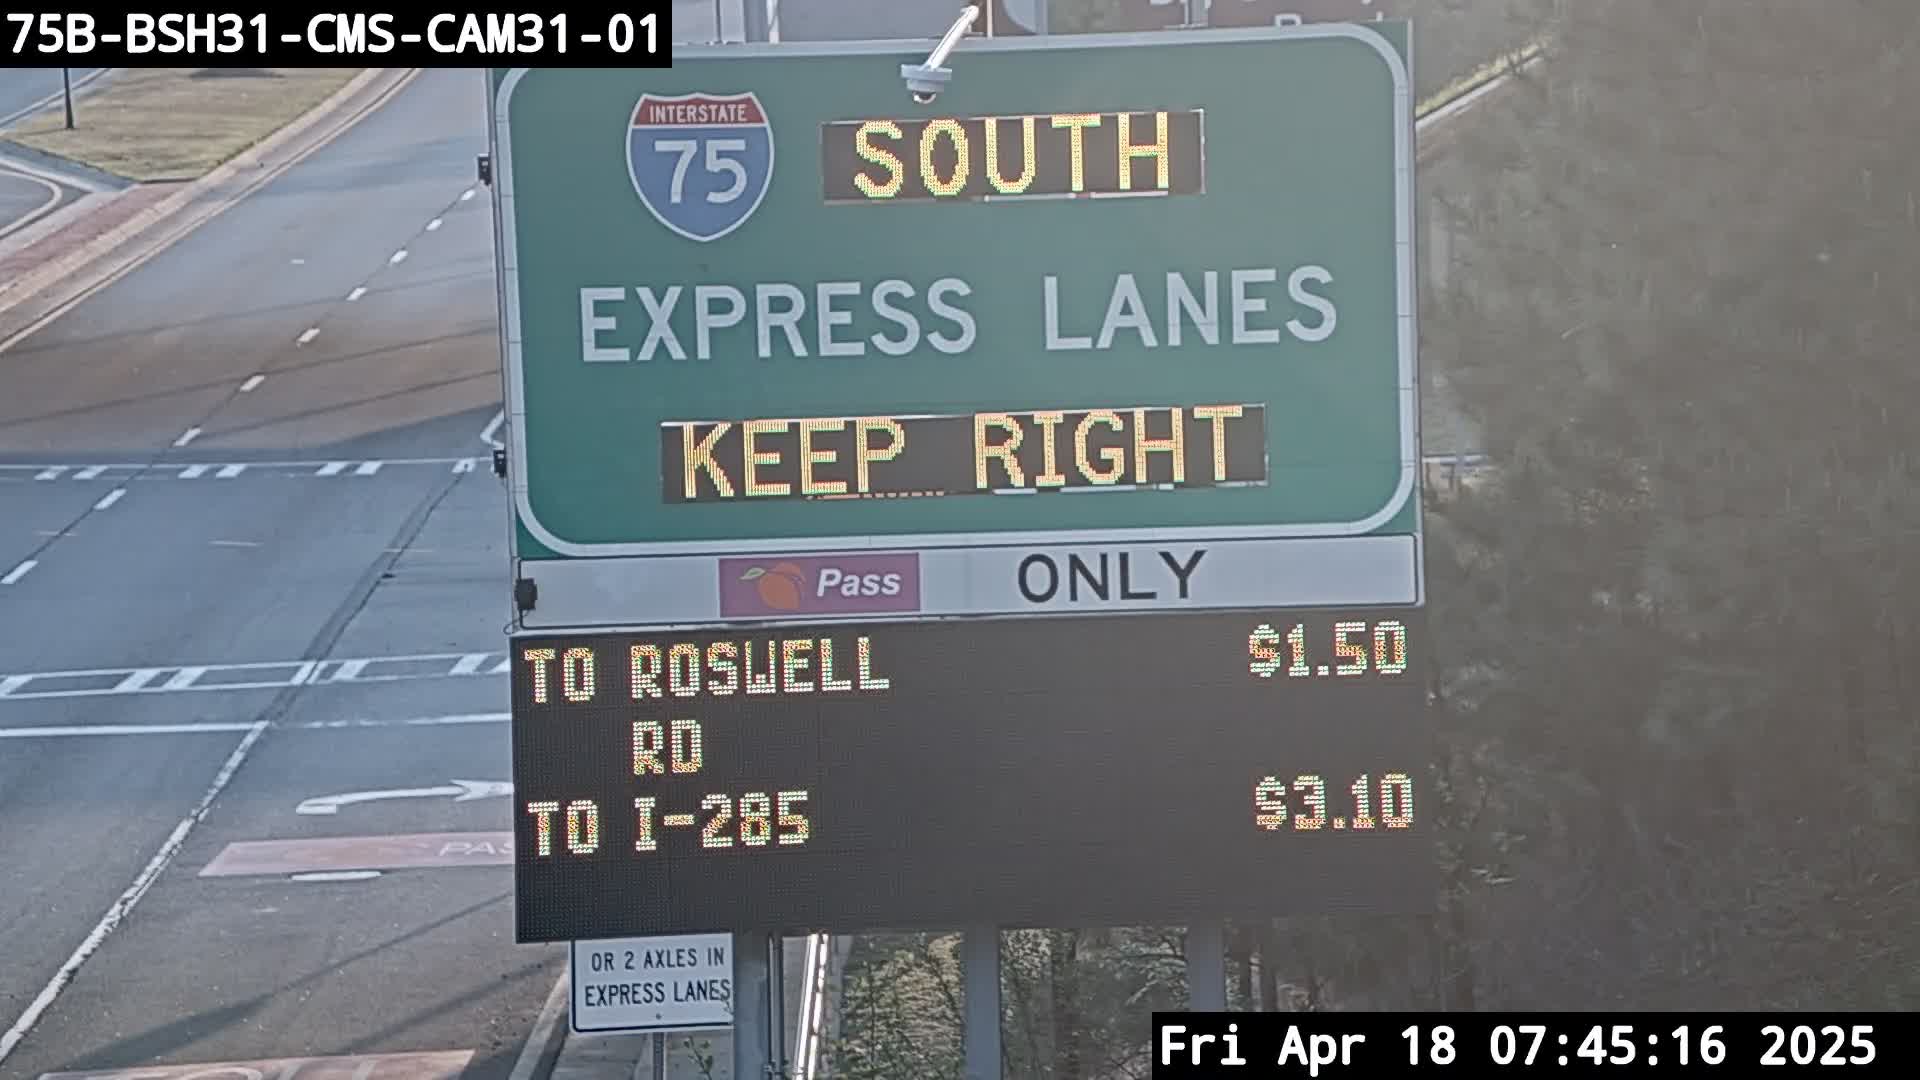 75B-BSH31-CMS-CAM31-01
INTERSTATE
75
SOUTH
EXPRESS LANES
KEEP RIGHT
Pass
ONLY
TO ROSWELL $1.50
RD
TO I-285 $3.10
OR 2 AXLES IN
EXPRESS LANES
Fri Apr 18 07:45:16 2025